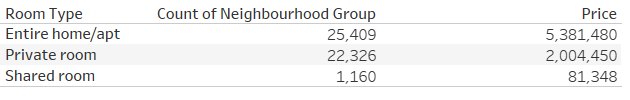 Room Type Count of Neighbourhood Group Price
Entire home/apt 25,409 5,381,480
Private room 22,326 2,004,450
Shared room 1,160 81,348